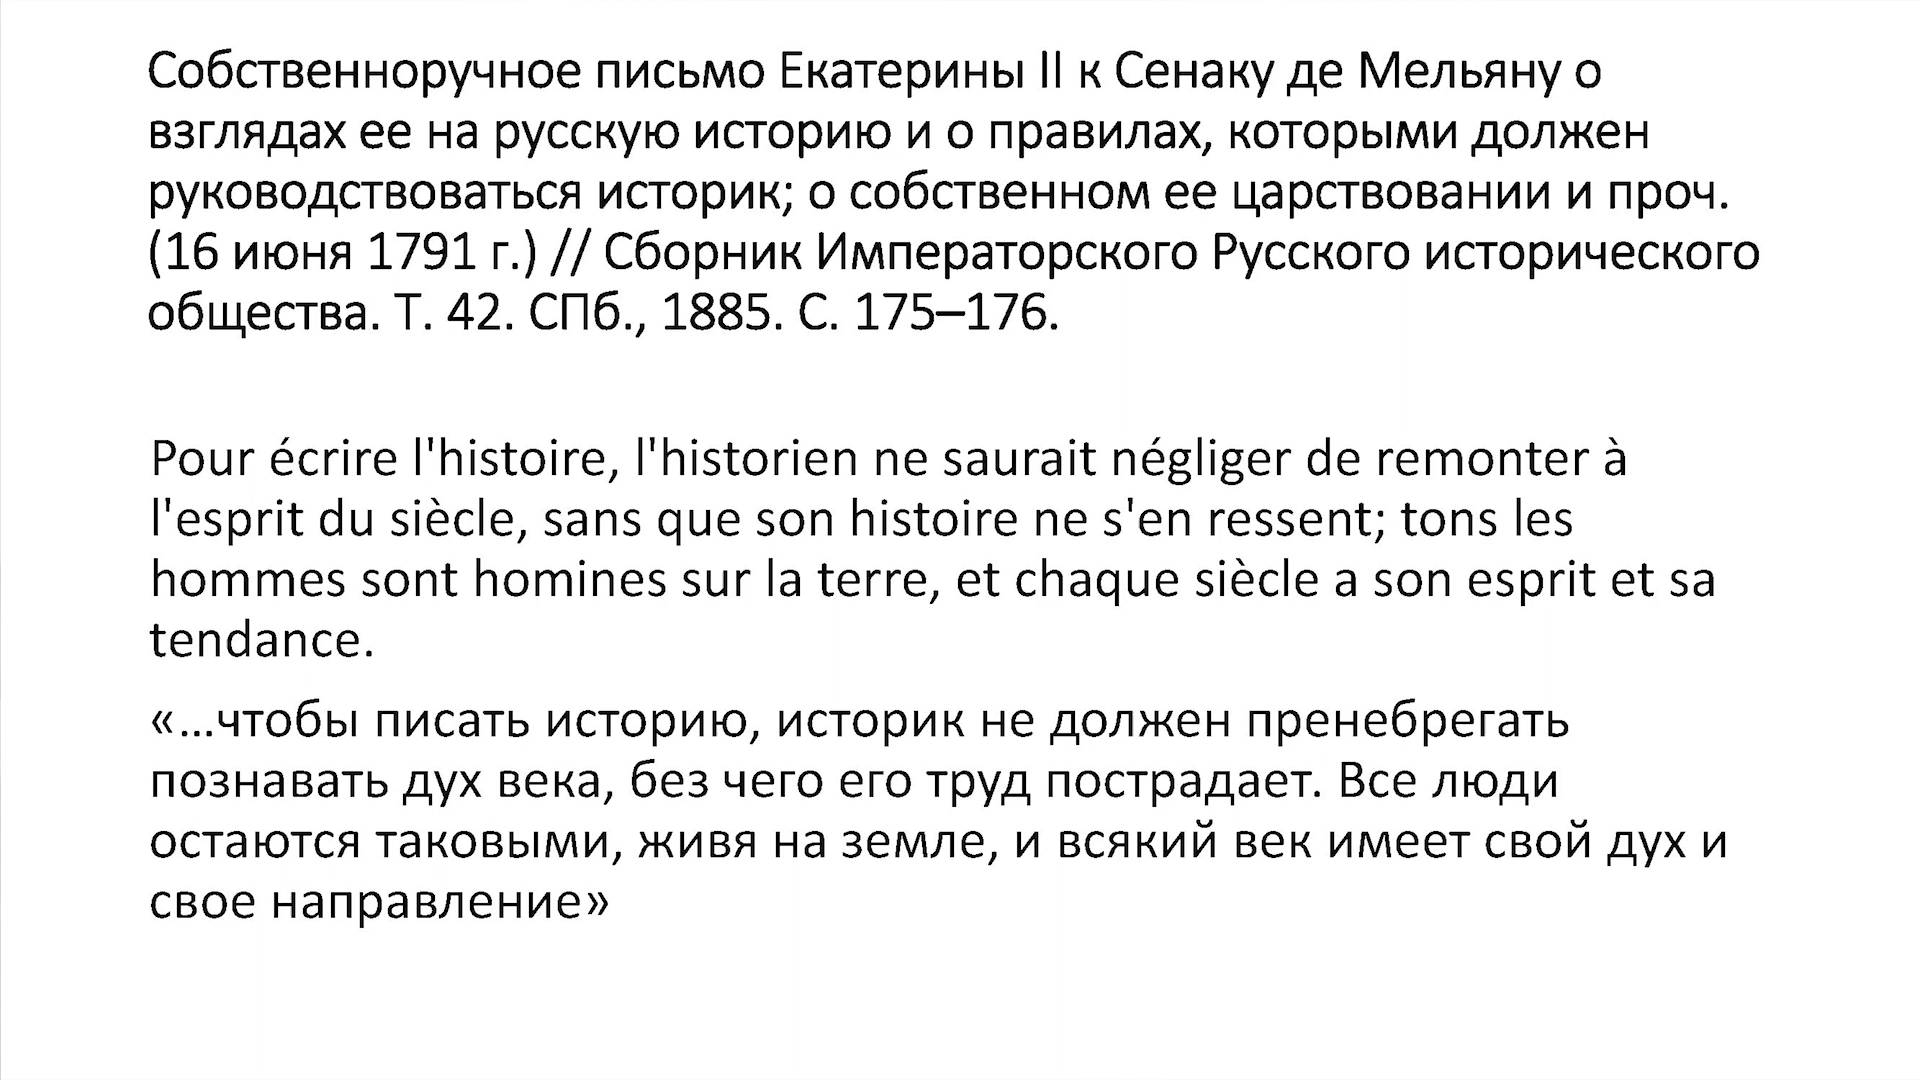 Собственноручное письмо Екатерины II к Сенаку де Мельяну о
взглядах ее на русскую историю и о правилах, которыми должен
руководствоваться историк; о собственном ее царствовании и проч.
(16 июня 1791 г.) // Сборник Императорского Русского исторического
общества. Т. 42. СПб., 1885. С. 175–176.
Pour écrire l'histoire, l'historien ne saurait négliger de remonter à
l'esprit du siècle, sans que son histoire ne s'en ressent; tons les
hommes sont homines sur la terre, et chaque siècle a son esprit et sa
tendance.
«…чтобы писать историю, историк не должен пренебрегать
познавать дух века, без чего его труд пострадает. Все люди
остаются таковыми, живя на земле, и всякий век имеет свой дух и
свое направление»